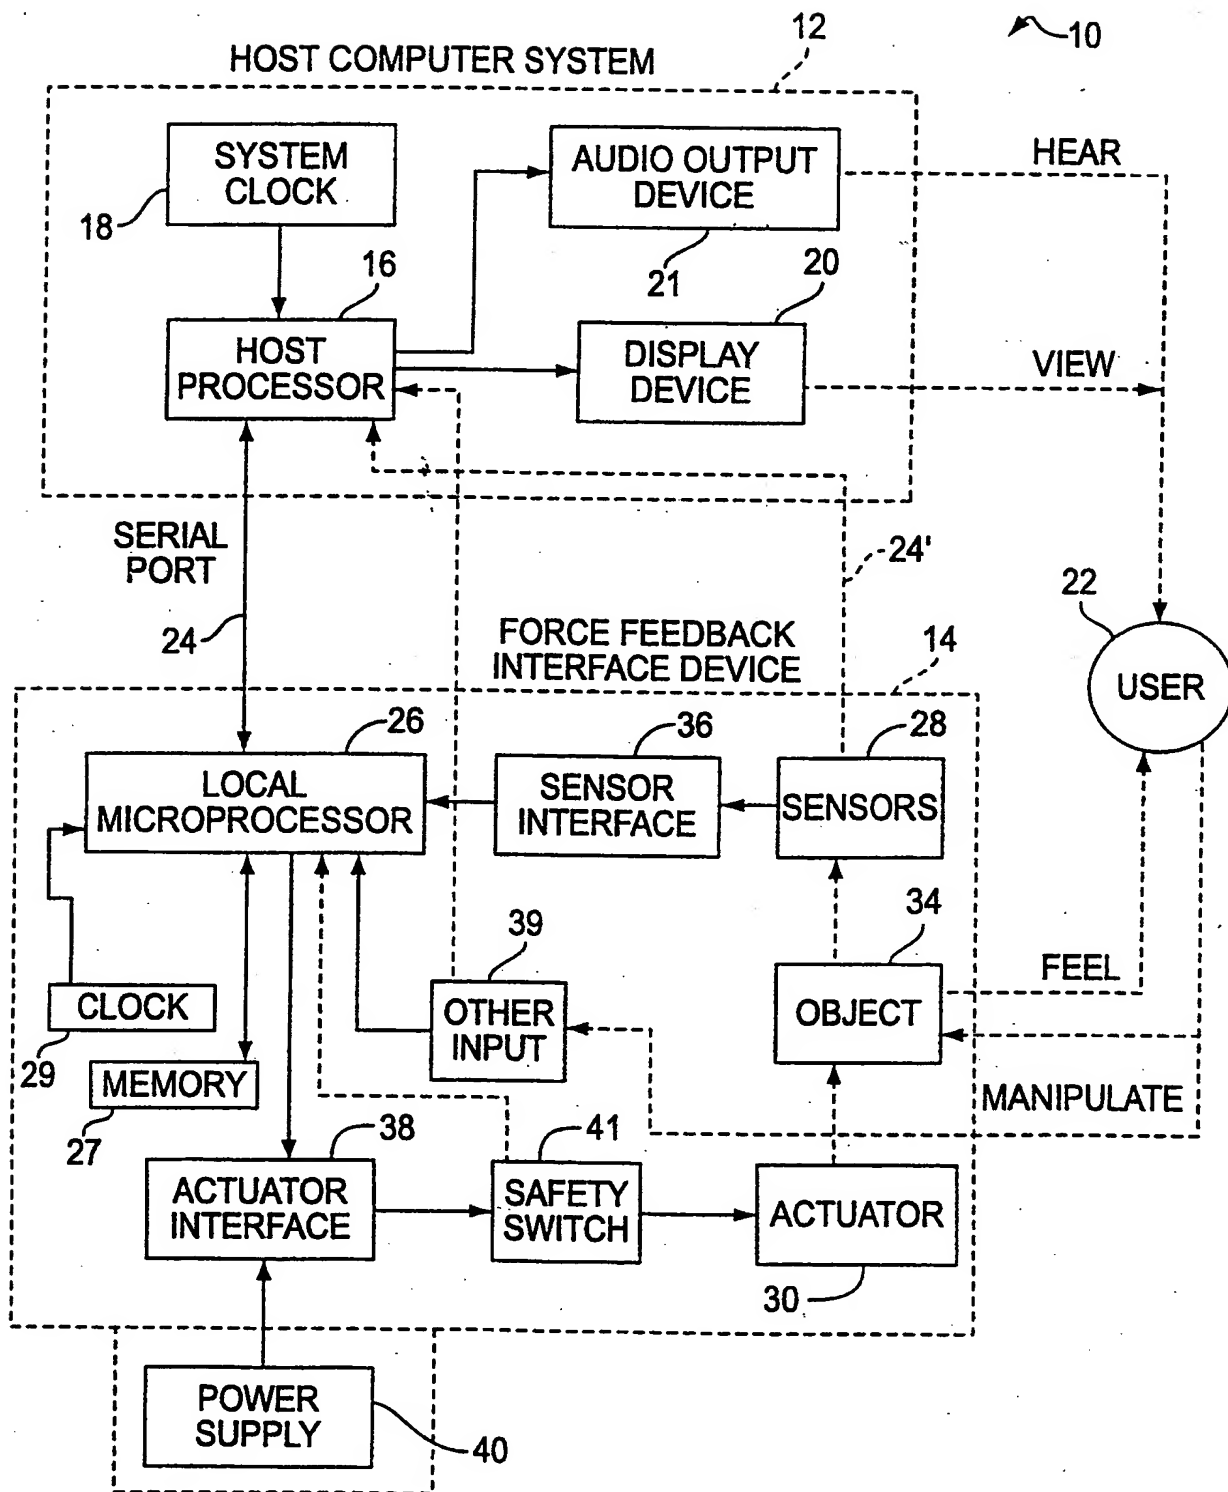 10
12
HOST COMPUTER SYSTEM
SYSTEM
CLOCK
18
AUDIO OUTPUT
DEVICE
21
HEAR
16
20
HOST
PROCESSOR
DISPLAY
DEVICE
VIEW
SERIAL
PORT
24
24'
22
USER
FORCE FEEDBACK
INTERFACE DEVICE
14
26
36
28
LOCAL
MICROPROCESSOR
SENSOR
INTERFACE
SENSORS
34
39
FEEL
CLOCK
29
OTHER
INPUT
OBJECT
MEMORY
27
MANIPULATE
38
41
ACTUATOR
INTERFACE
SAFETY
SWITCH
ACTUATOR
30
POWER
SUPPLY
40